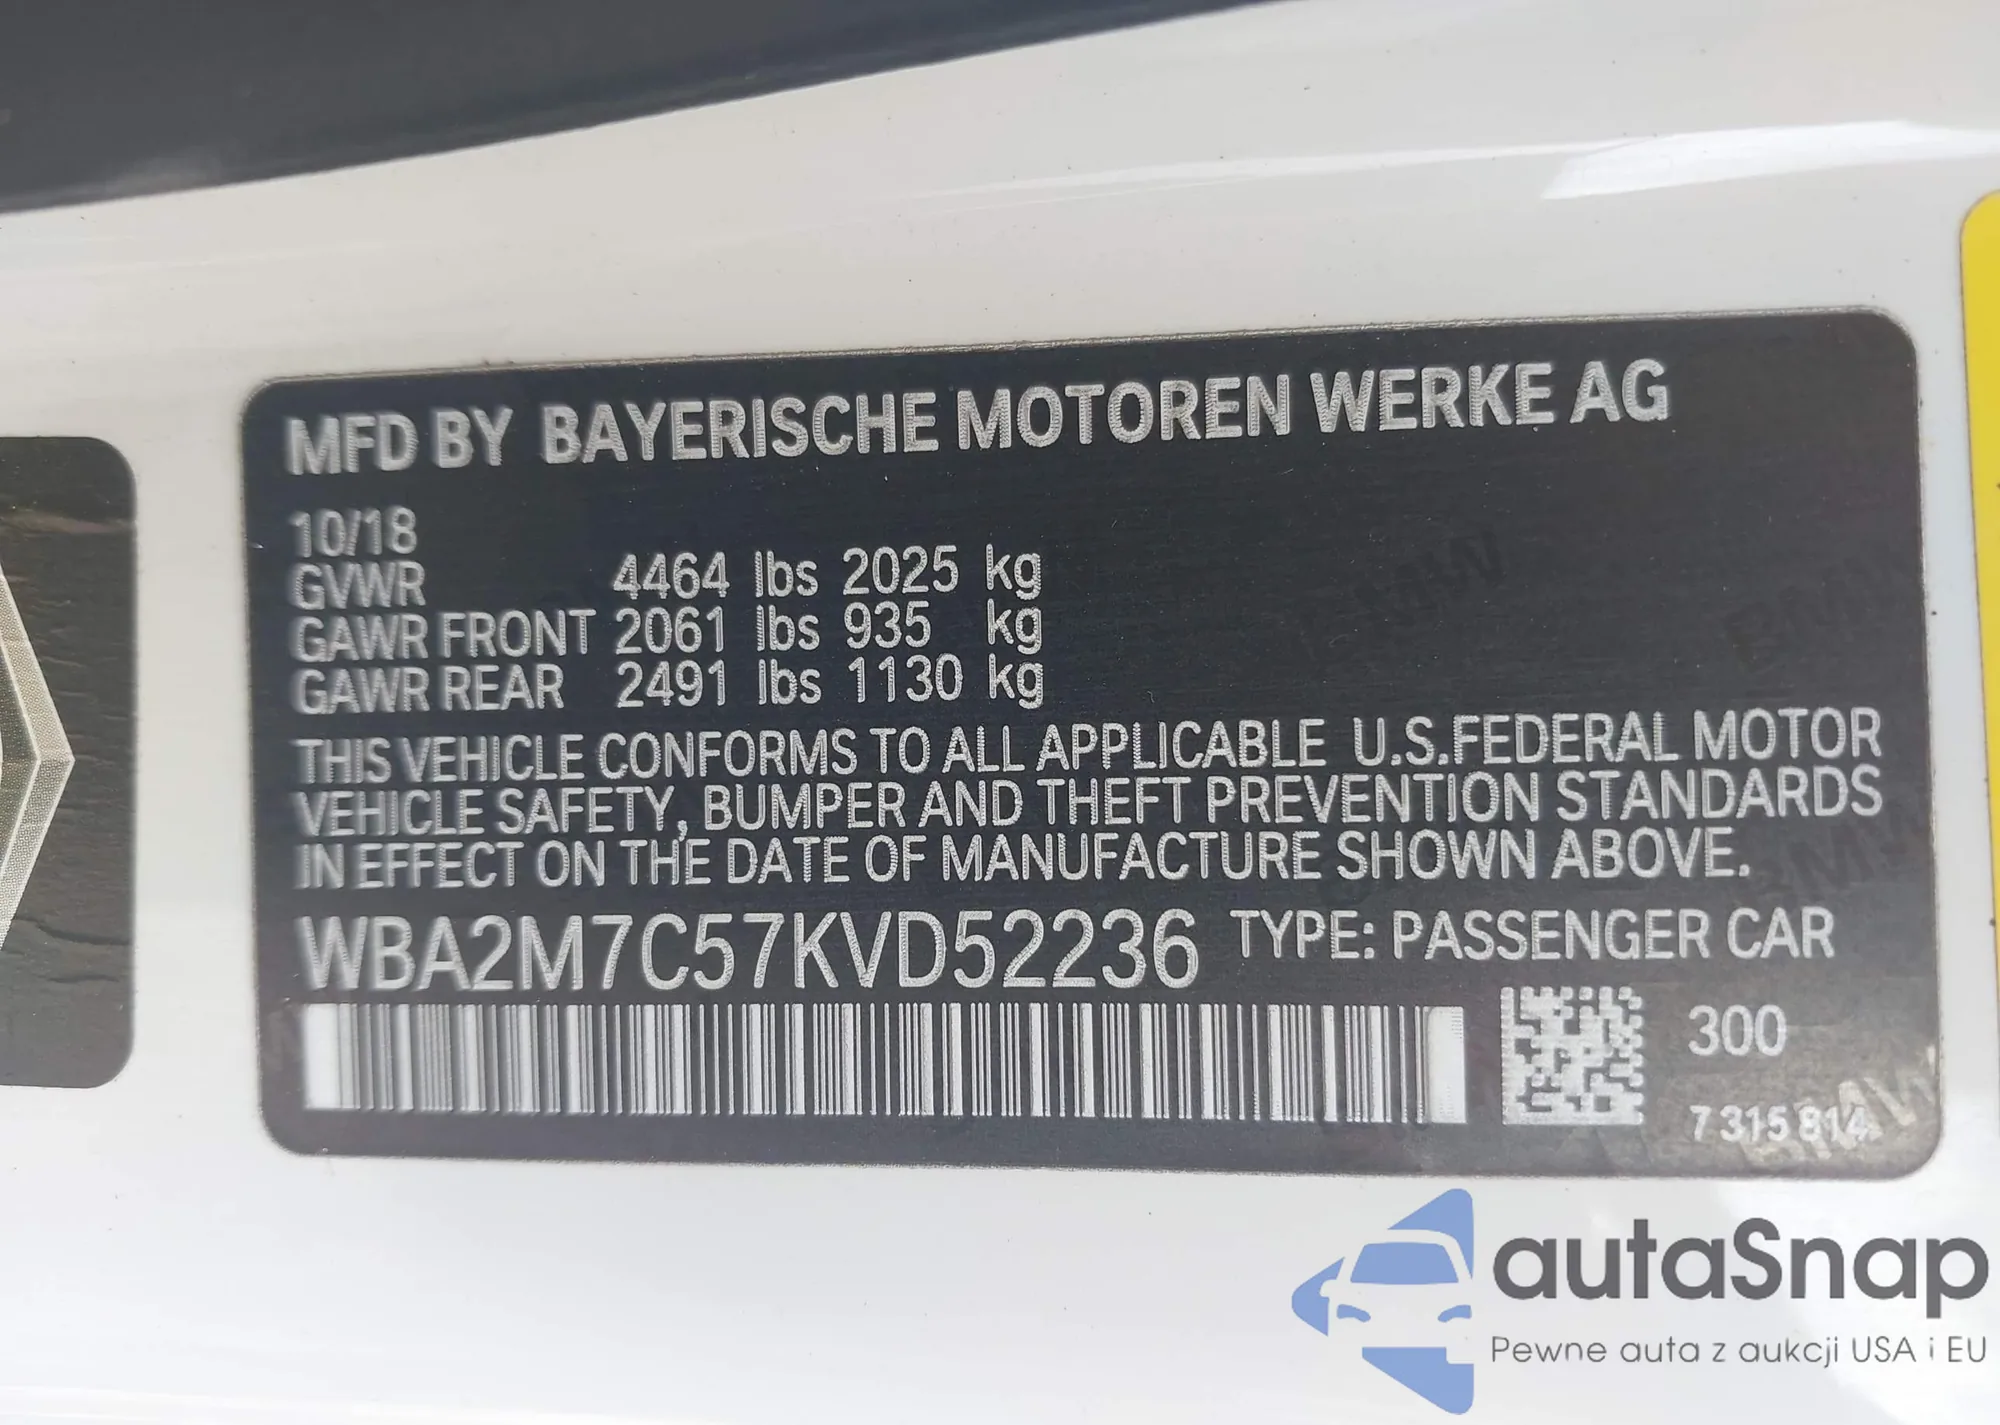 MFD BY BAYERISCHE MOTOREN WERKE AG
10/18
GVWR 4464 lbs 2025 kg
GAWR FRONT 2061 lbs 935 kg
GAWR REAR 2491 lbs 1130 kg
THIS VEHICLE CONFORMS TO ALL APPLICABLE U.S.FEDERAL MOTOR
VEHICLE SAFETY, BUMPER AND THEFT PREVENTION STANDARDS
IN EFFECT ON THE DATE OF MANUFACTURE SHOWN ABOVE.
WBA2M7C57KVD52236 TYPE: PASSENGER CAR
300
7 315 814
autaSnap
Pewne auta z aukcji USA i EU